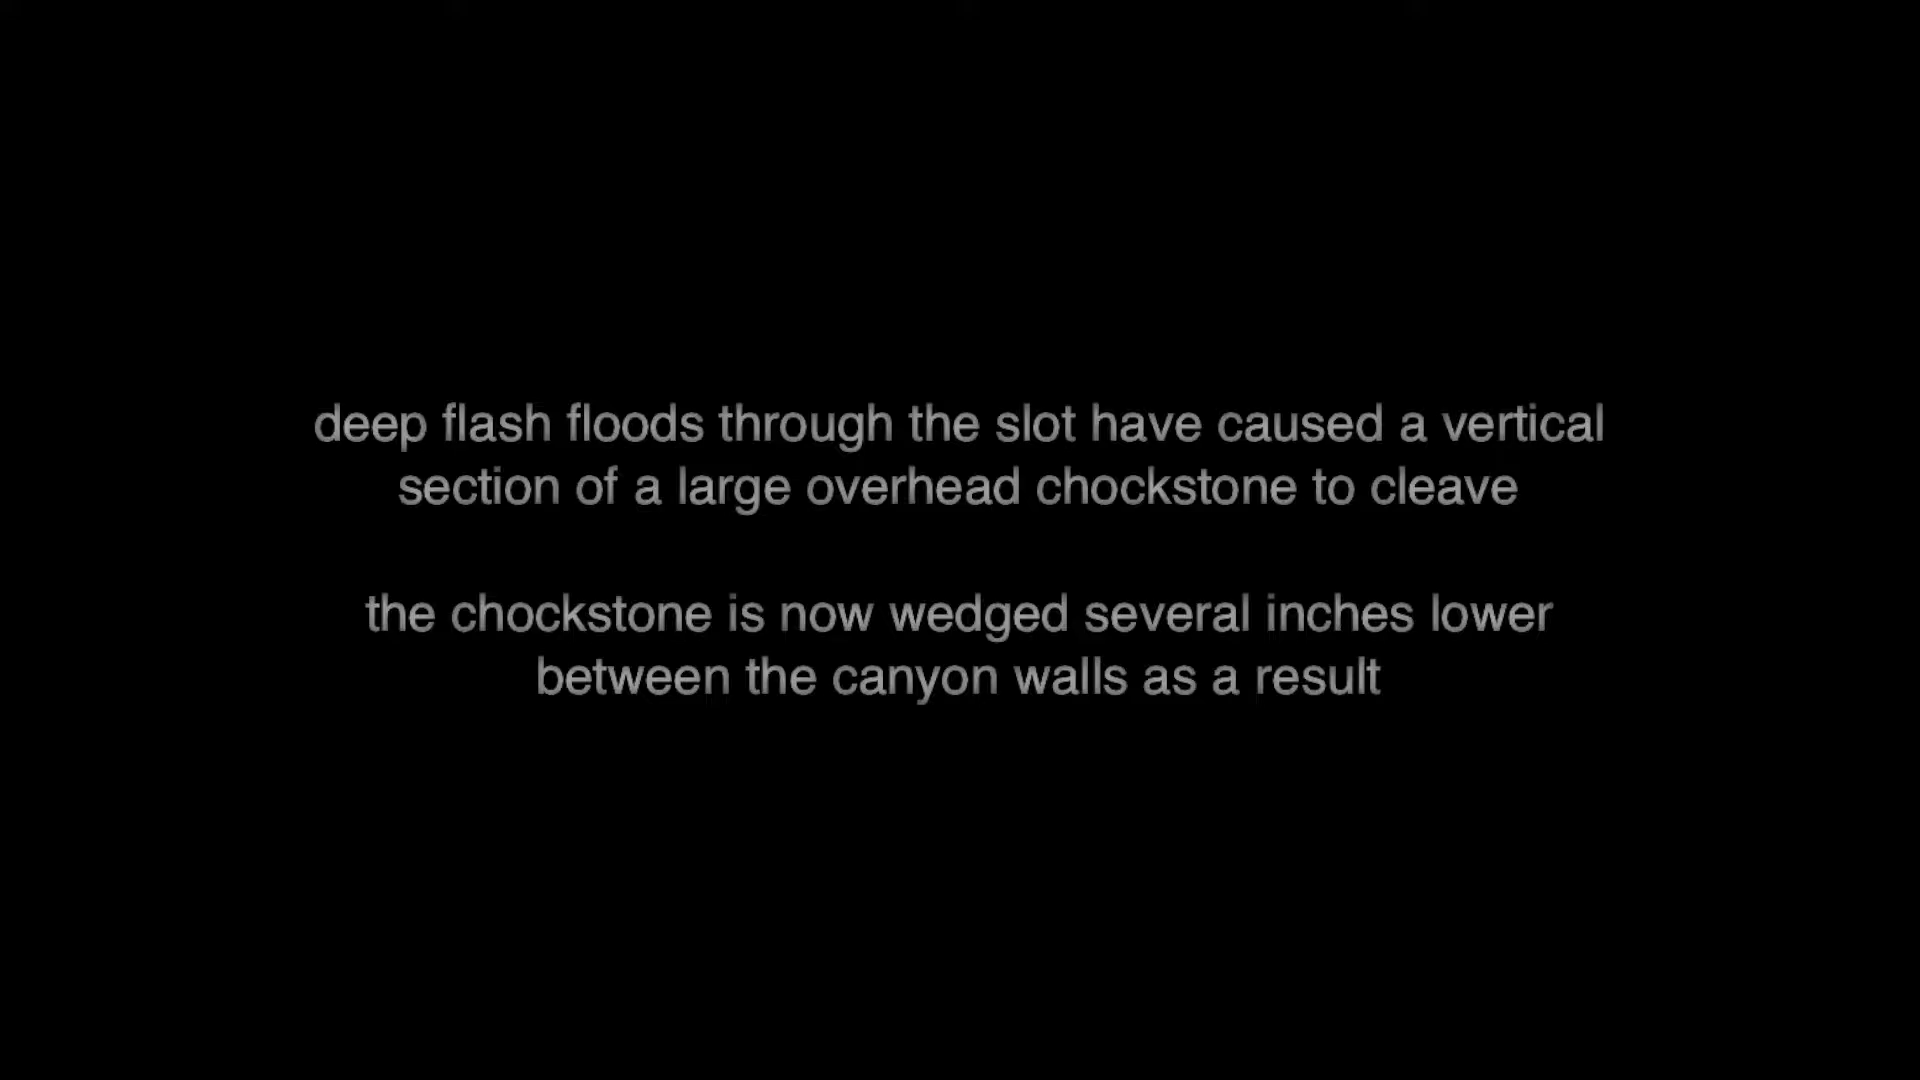 deep flash floods through the slot have caused a vertical
section of a large overhead chockstone to cleave
the chockstone is now wedged several inches lower
between the canyon walls as a result